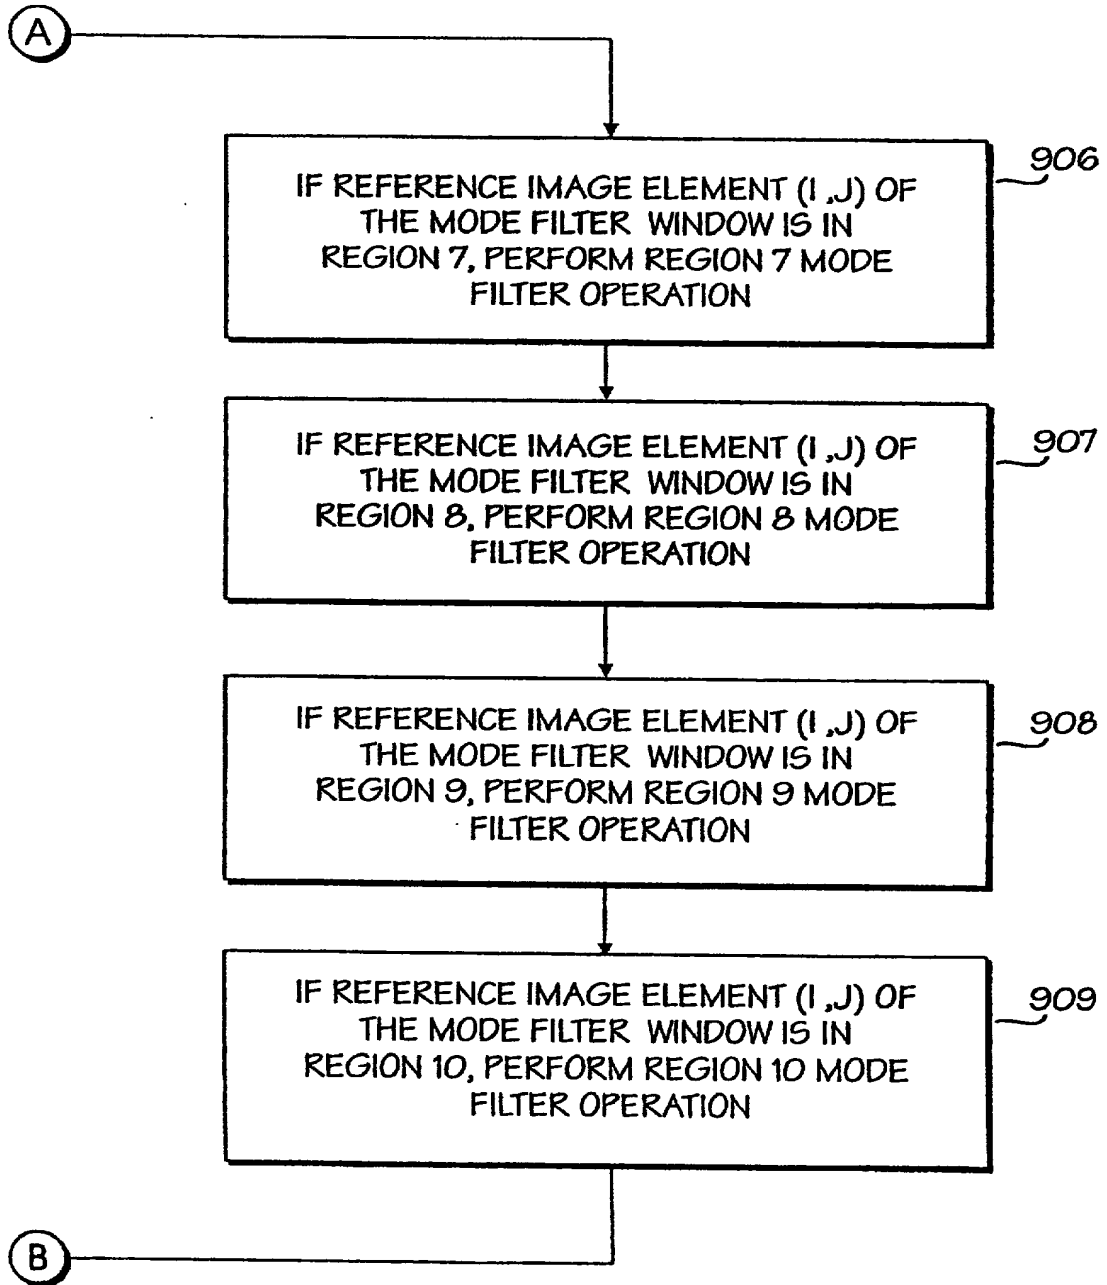 A
IF REFERENCE IMAGE ELEMENT (I ,J) OF
THE MODE FILTER WINDOW IS IN
REGION 7, PERFORM REGION 7 MODE
FILTER OPERATION
906
IF REFERENCE IMAGE ELEMENT (I ,J) OF
THE MODE FILTER WINDOW IS IN
REGION 8, PERFORM REGION 8 MODE
FILTER OPERATION
907
IF REFERENCE IMAGE ELEMENT (I ,J) OF
THE MODE FILTER WINDOW IS IN
REGION 9, PERFORM REGION 9 MODE
FILTER OPERATION
908
IF REFERENCE IMAGE ELEMENT (I ,J) OF
THE MODE FILTER WINDOW IS IN
REGION 10, PERFORM REGION 10 MODE
FILTER OPERATION
909
B